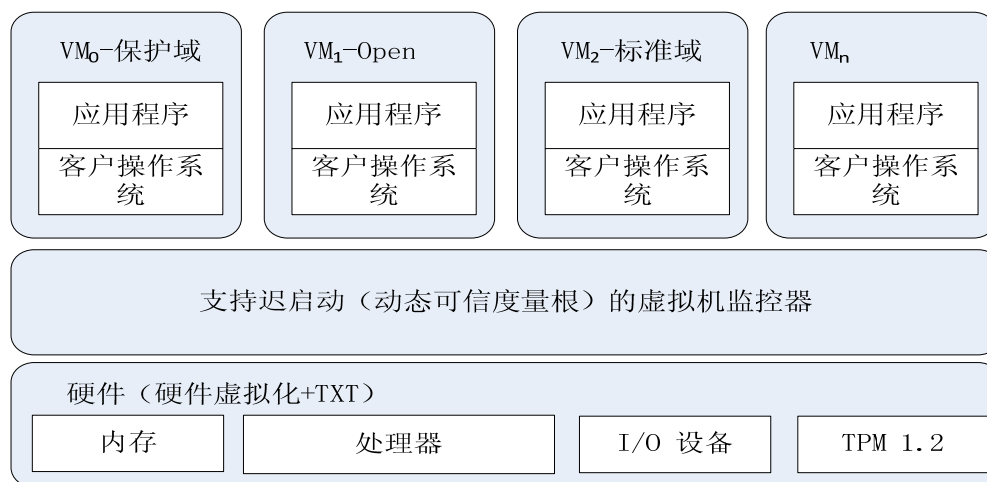 VM₀-保护域
应用程序
客户操作系
统
VM₁-Open
应用程序
客户操作系
统
VM₂-标准域
应用程序
客户操作系
统
VMₙ
应用程序
客户操作系
统
支持迟启动（动态可信度量根）的虚拟机监控器
硬件（硬件虚拟化+TXT）
内存
处理器
I/O 设备
TPM 1.2